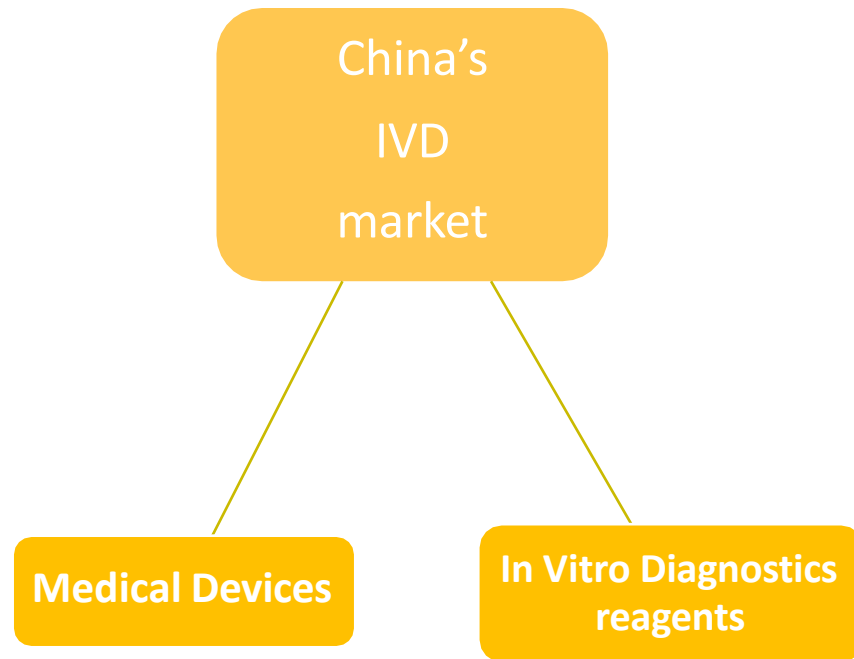 China’s
IVD
market
Medical Devices
In Vitro Diagnostics
reagents